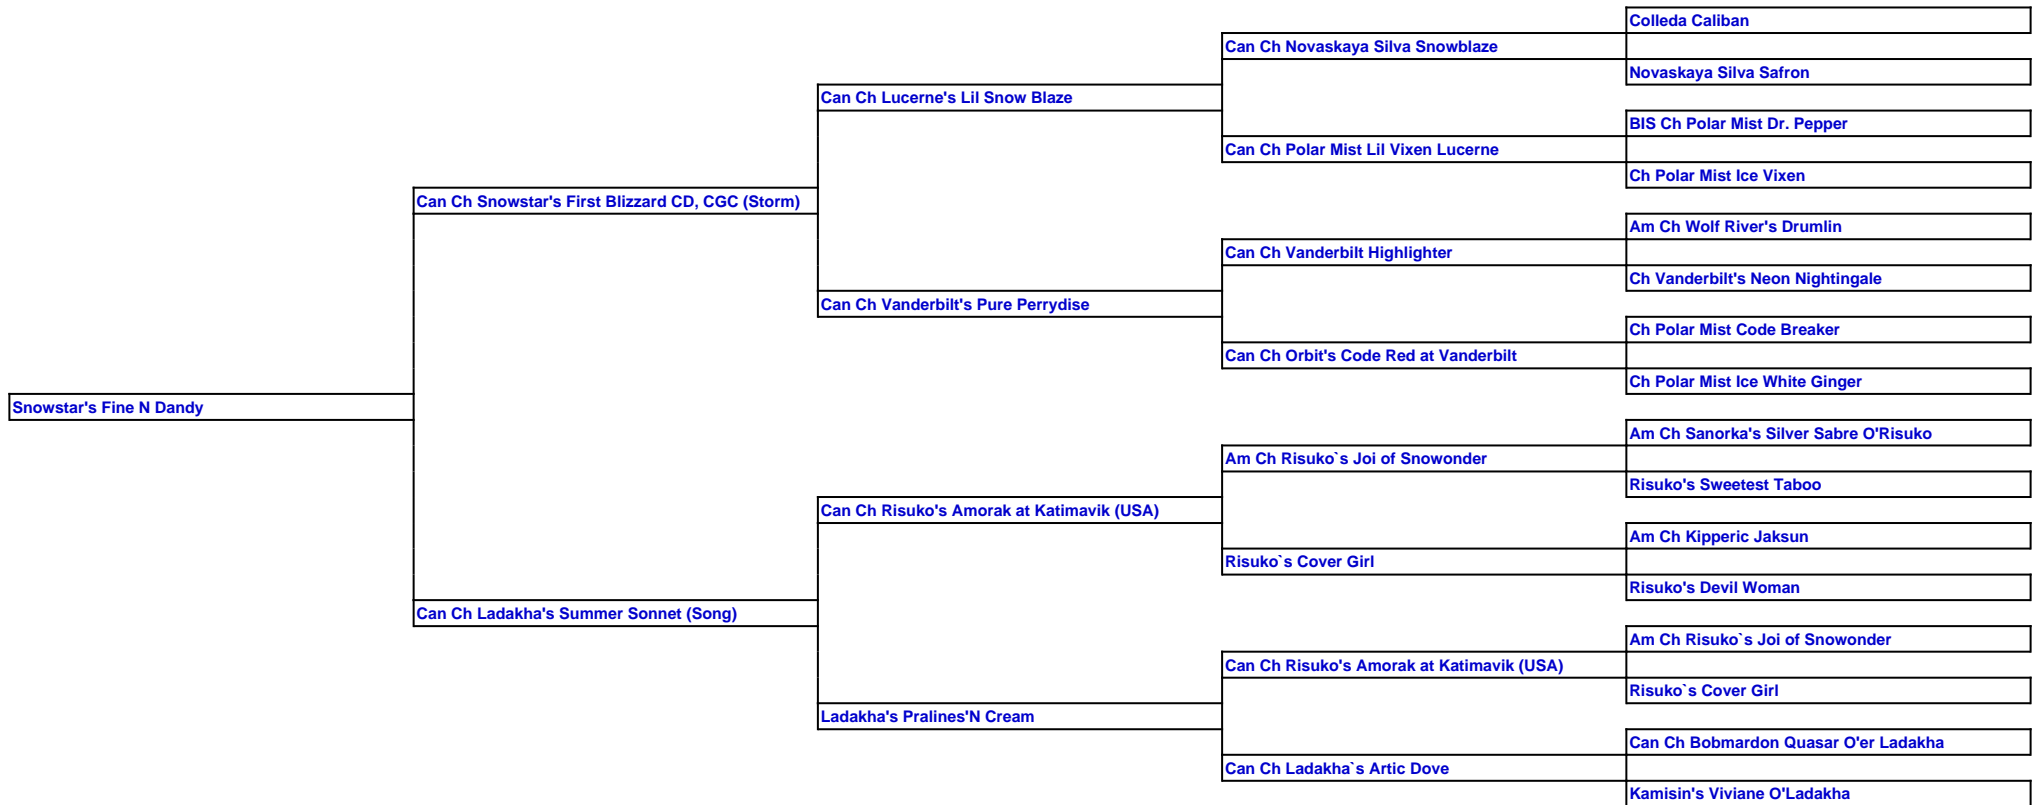 Colleda Caliban
Can Ch Novaskaya Silva Snowblaze
Novaskaya Silva Safron
Can Ch Lucerne's Lil Snow Blaze
BIS Ch Polar Mist Dr. Pepper
Can Ch Polar Mist Lil Vixen Lucerne
Ch Polar Mist Ice Vixen
Can Ch Snowstar's First Blizzard CD, CGC (Storm)
Am Ch Wolf River's Drumlin
Can Ch Vanderbilt Highlighter
Ch Vanderbilt's Neon Nightingale
Can Ch Vanderbilt's Pure Perrydise
Ch Polar Mist Code Breaker
Can Ch Orbit's Code Red at Vanderbilt
Ch Polar Mist Ice White Ginger
Snowstar's Fine N Dandy
Am Ch Sanorka's Silver Sabre O'Risuko
Am Ch Risuko`s Joi of Snowonder
Risuko's Sweetest Taboo
Can Ch Risuko's Amorak at Katimavik (USA)
Am Ch Kipperic Jaksun
Risuko`s Cover Girl
Risuko's Devil Woman
Can Ch Ladakha's Summer Sonnet (Song)
Am Ch Risuko`s Joi of Snowonder
Can Ch Risuko's Amorak at Katimavik (USA)
Risuko`s Cover Girl
Ladakha's Pralines'N Cream
Can Ch Bobmardon Quasar O'er Ladakha
Can Ch Ladakha`s Artic Dove
Kamisin's Viviane O'Ladakha